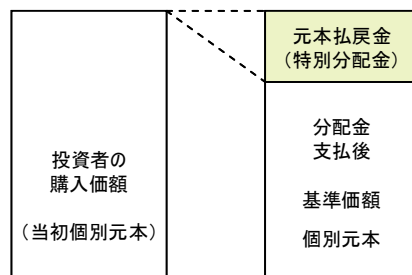 投資者の
購入価額
(当初個別元本)
元本払戻金
(特別分配金)
分配金
支払後
基準価額
個別元本